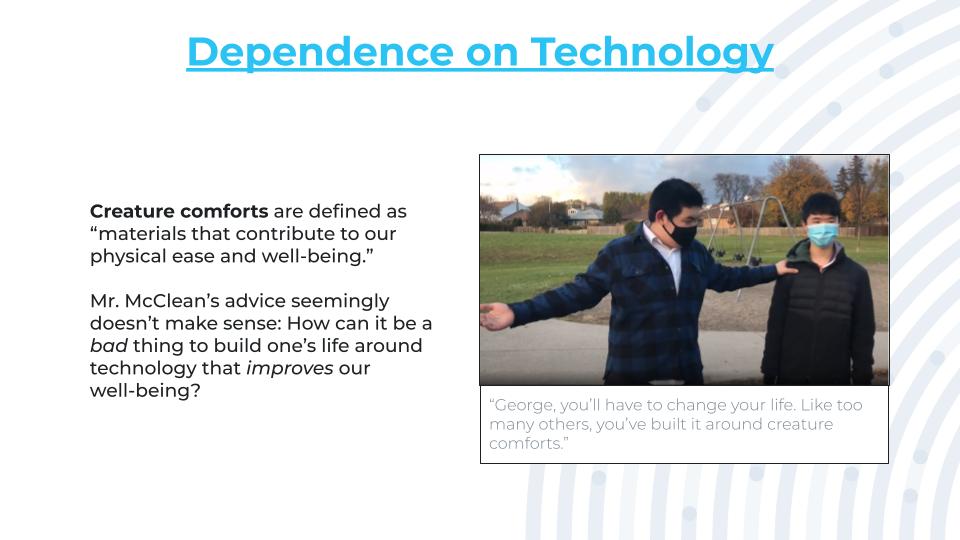 Dependence on Technology
Creature comforts are defined as
“materials that contribute to our
physical ease and well-being.”
Mr. McClean’s advice seemingly
doesn’t make sense: How can it be a
bad thing to build one’s life around
technology that improves our
well-being?
“George, you’ll have to change your life. Like too
many others, you’ve built it around creature
comforts.”